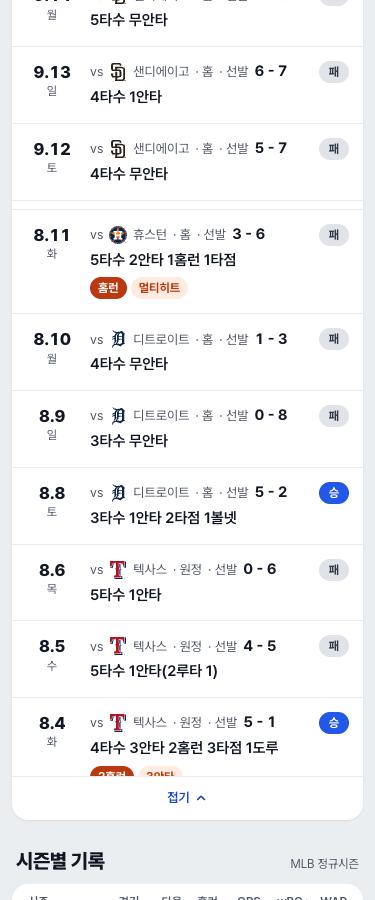 월
5타수 무안타
9.13
일
vs 샌디에이고 · 홈 · 선발 6 - 7
4타수 1안타
패
9.12
토
vs 샌디에이고 · 홈 · 선발 5 - 7
4타수 무안타
패
8.11
화
vs 휴스턴 · 홈 · 선발 3 - 6
5타수 2안타 1홈런 1타점
홈런 멀티히트
패
8.10
월
vs 디트로이트 · 홈 · 선발 1 - 3
4타수 무안타
패
8.9
일
vs 디트로이트 · 홈 · 선발 0 - 8
3타수 무안타
패
8.8
토
vs 디트로이트 · 홈 · 선발 5 - 2
3타수 1안타 2타점 1볼넷
승
8.6
목
vs 텍사스 · 원정 · 선발 0 - 6
5타수 1안타
패
8.5
수
vs 텍사스 · 원정 · 선발 4 - 5
5타수 1안타(2루타 1)
패
8.4
화
vs 텍사스 · 원정 · 선발 5 - 1
4타수 3안타 2홈런 3타점 1도루
2홈런 3안타
승
접기
시즌별 기록
MLB 정규시즌